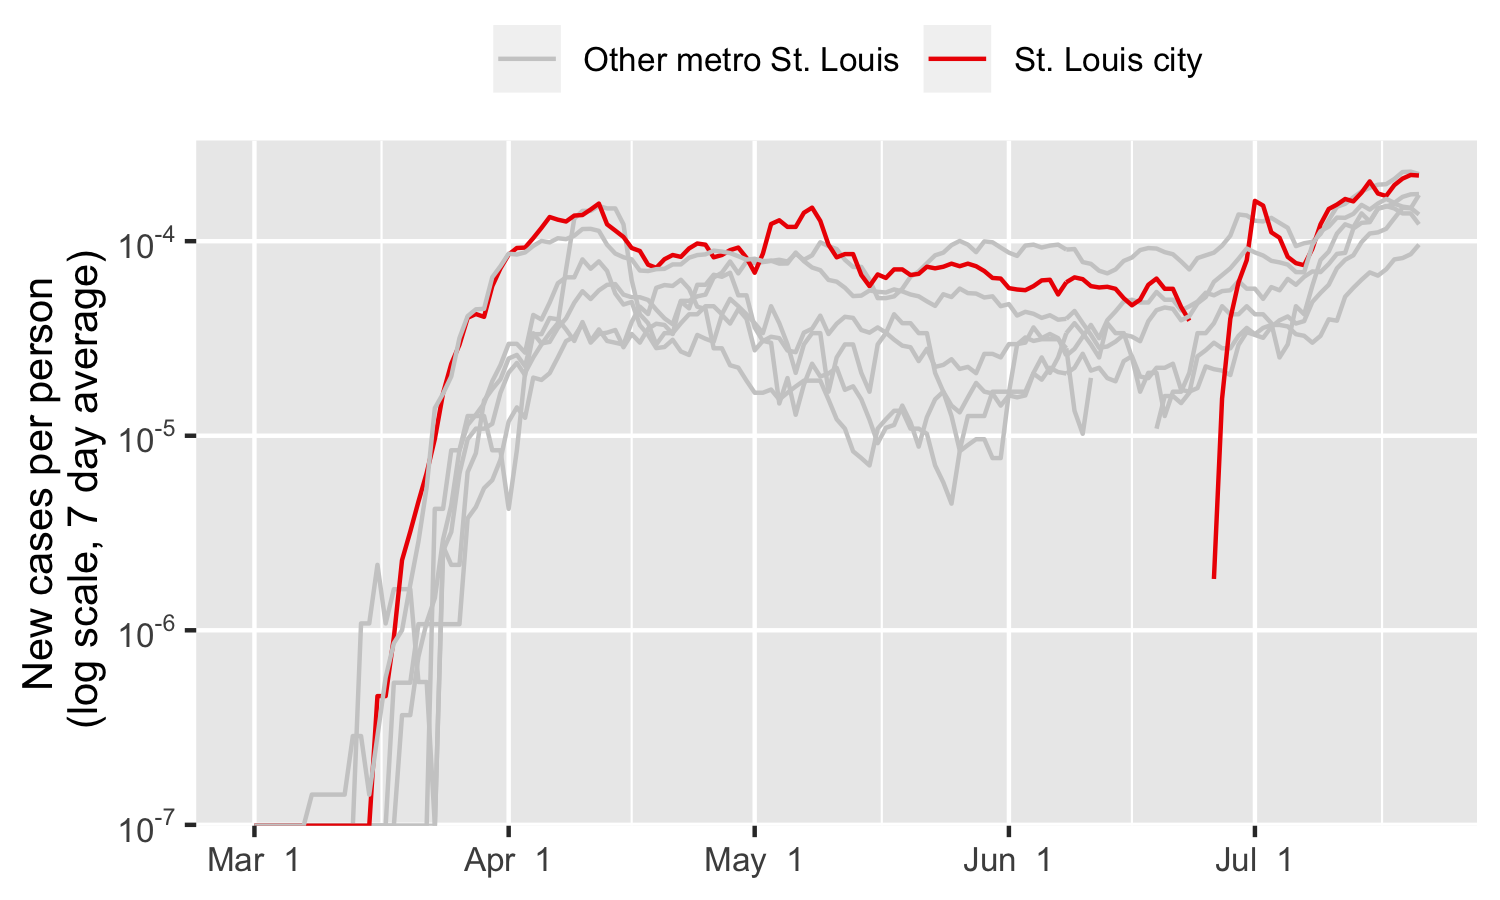 Other metro St. Louis St. Louis city
New cases per person
(log scale, 7 day average)
10-4
10-5
10-6
10-7
Mar 1 Apr 1 May 1 Jun 1 Jul 1